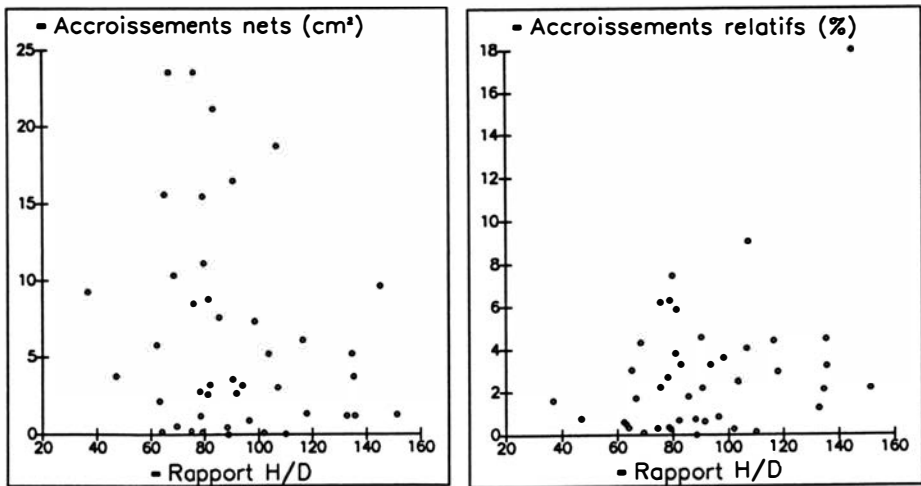 - Accroissements nets (cm²)
25
20
15
10
5
0
20 40 60 80 100 120 140 160
- Rapport H/D
- Accroissements relatifs (%)
18
16
14
12
10
8
6
4
2
0
20 40 60 80 100 120 140 160
- Rapport H/D